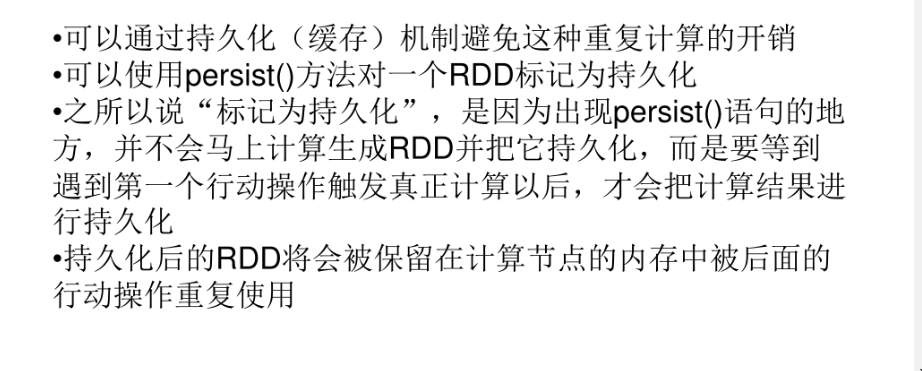 •可以通过持久化（缓存）机制避免这种重复计算的开销
•可以使用persist()方法对一个RDD标记为持久化
•之所以说“标记为持久化”，是因为出现persist()语句的地
方，并不会马上计算生成RDD并把它持久化，而是要等到
遇到第一个行动操作触发真正计算以后，才会把计算结果进
行持久化
•持久化后的RDD将会被保留在计算节点的内存中被后面的
行动操作重复使用